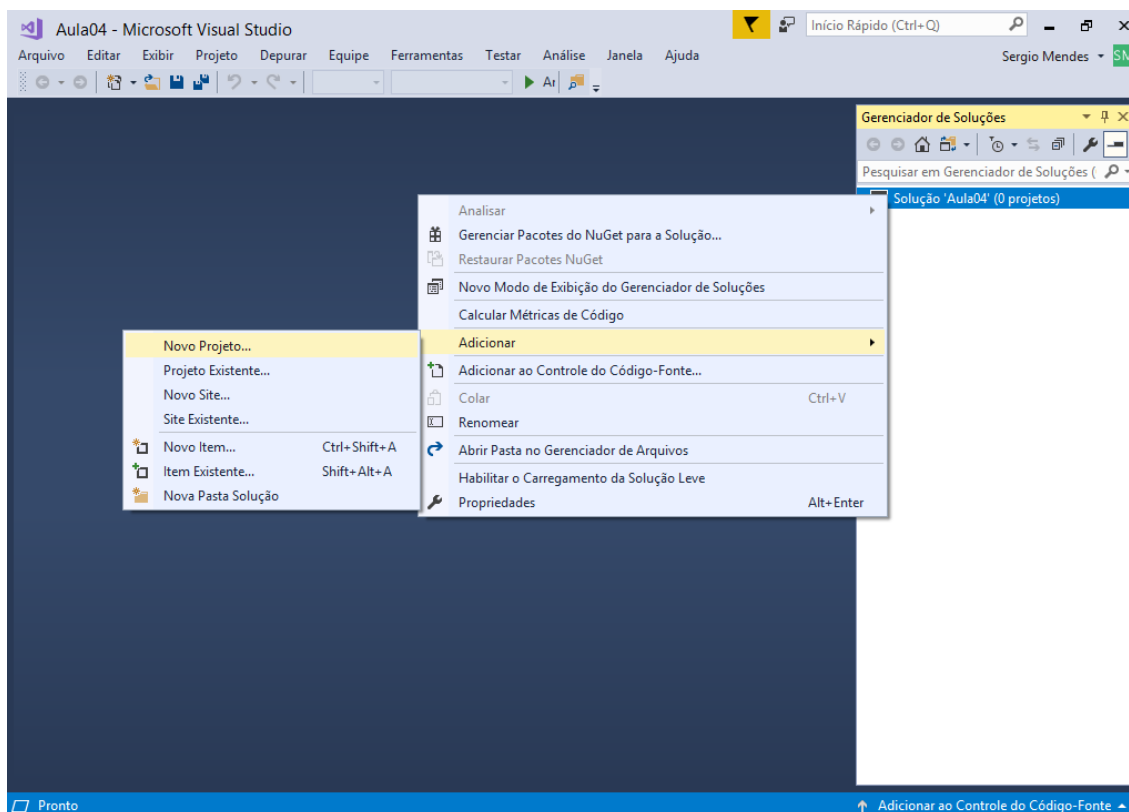 Aula04 - Microsoft Visual Studio
Início Rápido (Ctrl+Q)
Arquivo Editar Exibir Projeto Depurar Equipe Ferramentas Testar Análise Janela Ajuda
Sergio Mendes SN
Ar
Gerenciador de Soluções
Pesquisar em Gerenciador de Soluções (
Solução 'Aula04' (0 projetos)
Analisar
Gerenciar Pacotes do NuGet para a Solução...
Restaurar Pacotes NuGet
Novo Modo de Exibição do Gerenciador de Soluções
Calcular Métricas de Código
Adicionar
Adicionar ao Controle do Código-Fonte...
Colar Ctrl+V
Renomear
Abrir Pasta no Gerenciador de Arquivos
Habilitar o Carregamento da Solução Leve
Propriedades Alt+Enter
Novo Projeto...
Projeto Existente...
Novo Site...
Site Existente...
Novo Item... Ctrl+Shift+A
Item Existente... Shift+Alt+A
Nova Pasta Solução
Pronto
Adicionar ao Controle do Código-Fonte